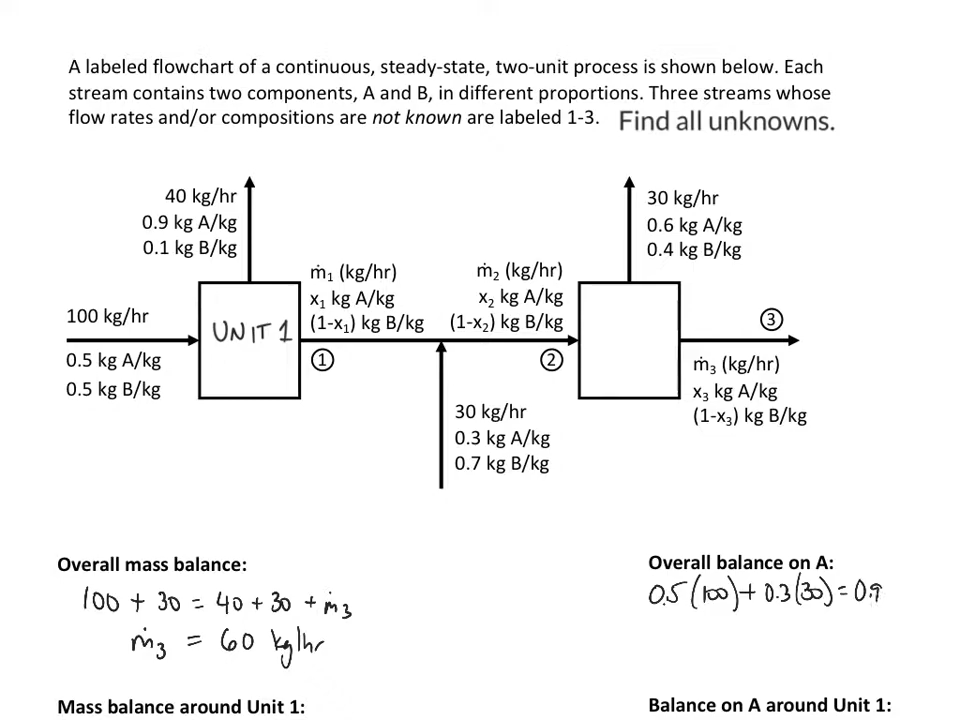 A labeled flowchart of a continuous, steady-state, two-unit process is shown below. Each
stream contains two components, A and B, in different proportions. Three streams whose
flow rates and/or compositions are not known are labeled 1-3. Find all unknowns.
40 kg/hr
0.9 kg A/kg
0.1 kg B/kg
30 kg/hr
0.6 kg A/kg
0.4 kg B/kg
ṁ₁ (kg/hr)
x₁ kg A/kg
(1-x₁) kg B/kg
ṁ₂ (kg/hr)
x₂ kg A/kg
(1-x₂) kg B/kg
100 kg/hr
0.5 kg A/kg
0.5 kg B/kg
UNIT 1
①
②
③
ṁ₃ (kg/hr)
x₃ kg A/kg
(1-x₃) kg B/kg
30 kg/hr
0.3 kg A/kg
0.7 kg B/kg
Overall mass balance:
100 + 30 = 40 + 30 + ṁ₃
ṁ₃ = 60 kg/hr
Overall balance on A:
0.5(100) + 0.3(30) = 0.9
Mass balance around Unit 1:
Balance on A around Unit 1: